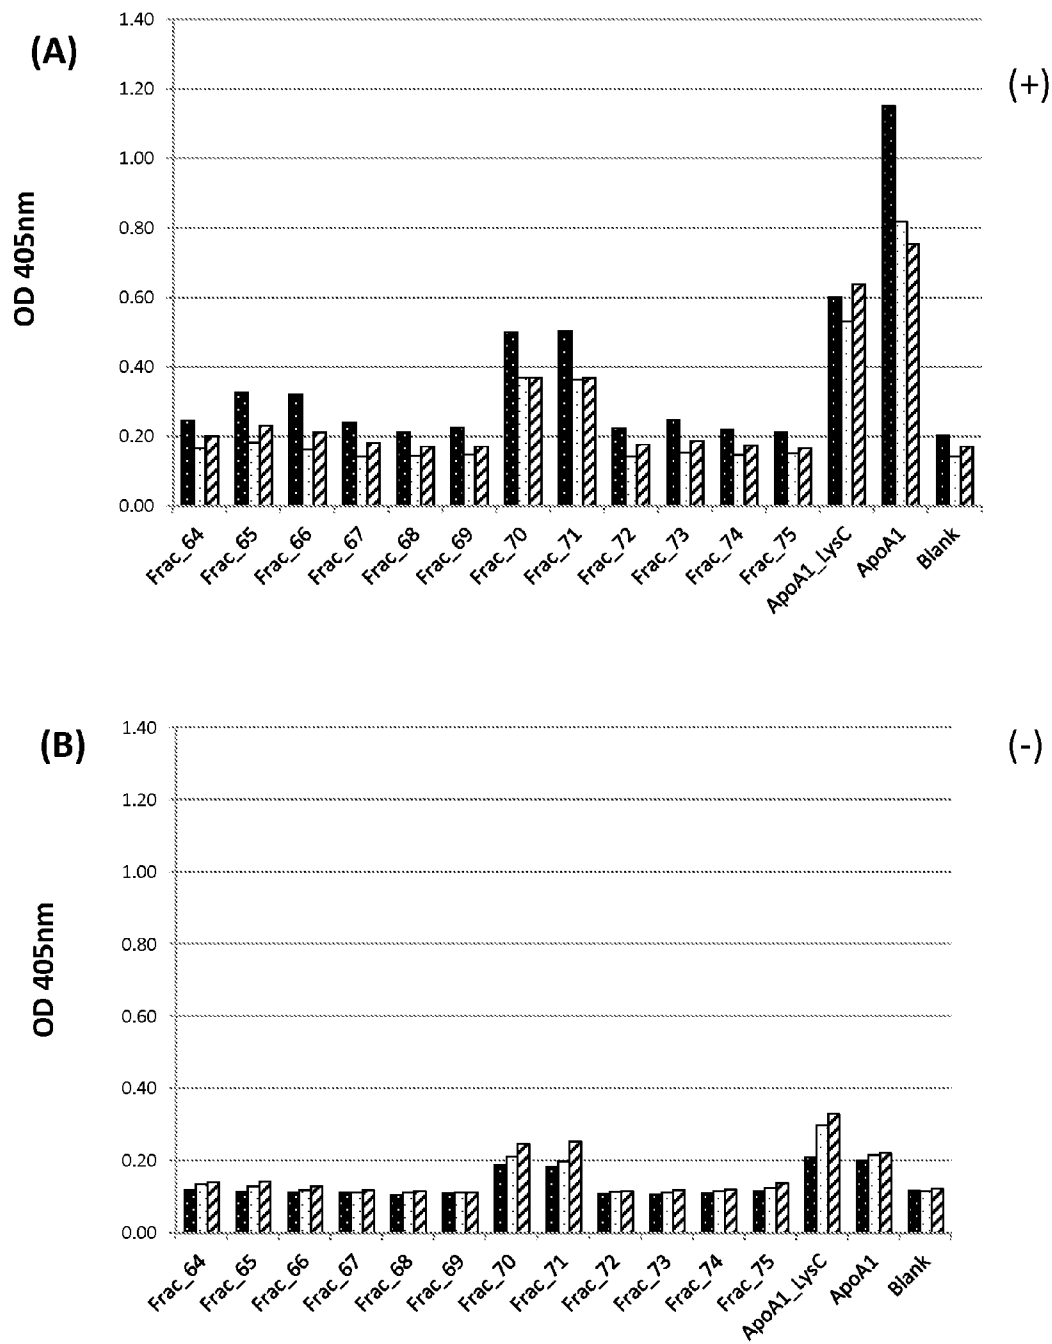 (A)
(+)
OD 405nm
1.40
1.20
1.00
0.80
0.60
0.40
0.20
0.00
Frac_64
Frac_65
Frac_66
Frac_67
Frac_68
Frac_69
Frac_70
Frac_71
Frac_72
Frac_73
Frac_74
Frac_75
ApoA1_LysC
ApoA1
Blank
(B)
(-)
OD 405nm
1.40
1.20
1.00
0.80
0.60
0.40
0.20
0.00
Frac_64
Frac_65
Frac_66
Frac_67
Frac_68
Frac_69
Frac_70
Frac_71
Frac_72
Frac_73
Frac_74
Frac_75
ApoA1_LysC
ApoA1
Blank